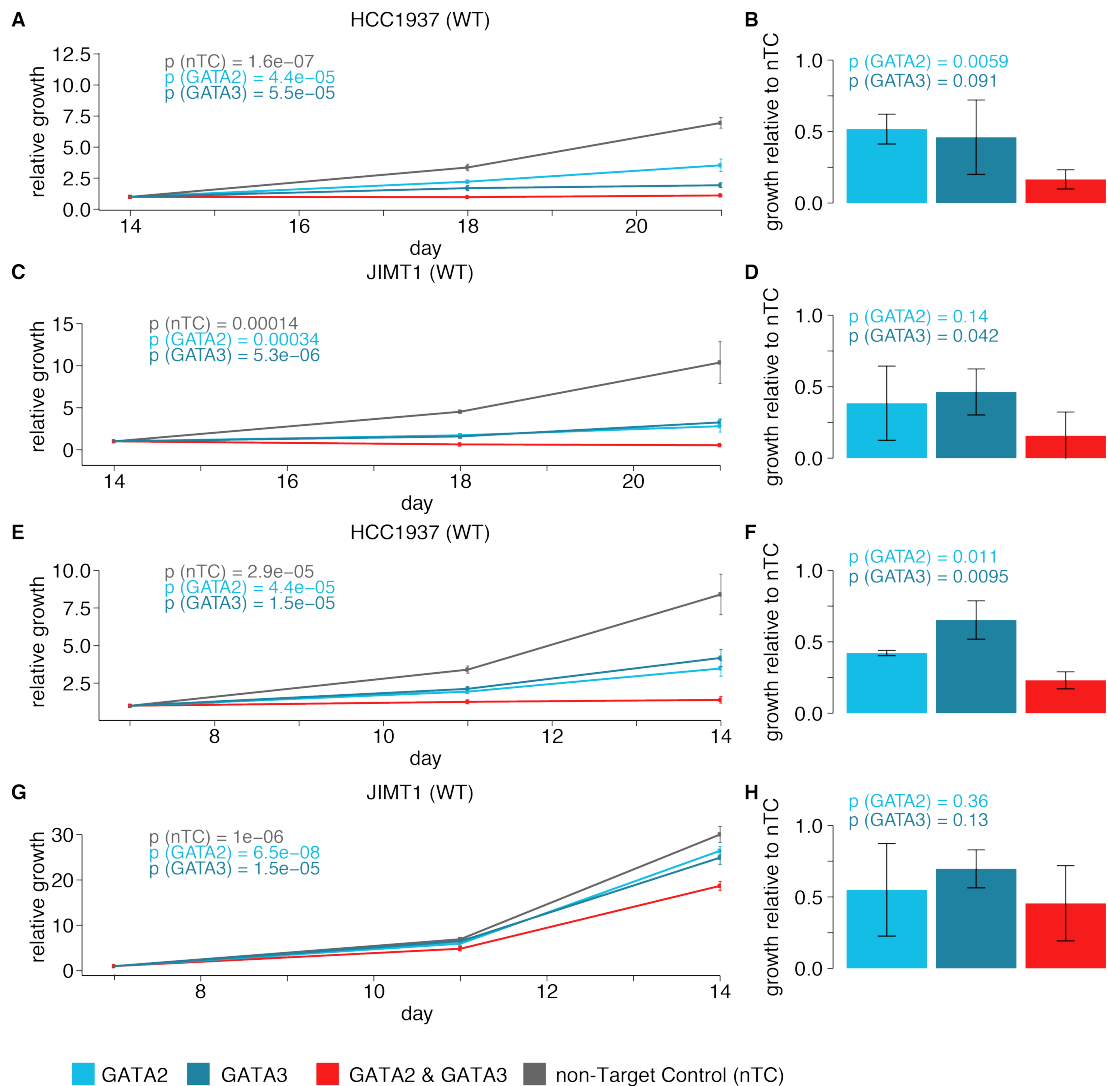 A
HCC1937 (WT)
relative growth
12.5
10.0
7.5
5.0
2.5
0.0
p (nTC) = 1.6e−07
p (GATA2) = 4.4e−05
p (GATA3) = 5.5e−05
14
16
18
20
day
B
growth relative to nTC
1.0
0.5
0.0
p (GATA2) = 0.0059
p (GATA3) = 0.091
C
JIMT1 (WT)
relative growth
15
10
5
0
p (nTC) = 0.00014
p (GATA2) = 0.00034
p (GATA3) = 5.3e−06
14
16
18
20
day
D
growth relative to nTC
1.0
0.5
0.0
p (GATA2) = 0.14
p (GATA3) = 0.042
E
HCC1937 (WT)
relative growth
10.0
7.5
5.0
2.5
p (nTC) = 2.9e−05
p (GATA2) = 4.4e−05
p (GATA3) = 1.5e−05
8
10
12
14
day
F
growth relative to nTC
1.0
0.5
0.0
p (GATA2) = 0.011
p (GATA3) = 0.0095
G
JIMT1 (WT)
relative growth
30
20
10
0
p (nTC) = 1e−06
p (GATA2) = 6.5e−08
p (GATA3) = 1.5e−05
8
10
12
14
day
H
growth relative to nTC
1.0
0.5
0.0
p (GATA2) = 0.36
p (GATA3) = 0.13
GATA2 GATA3 GATA2 & GATA3 non-Target Control (nTC)